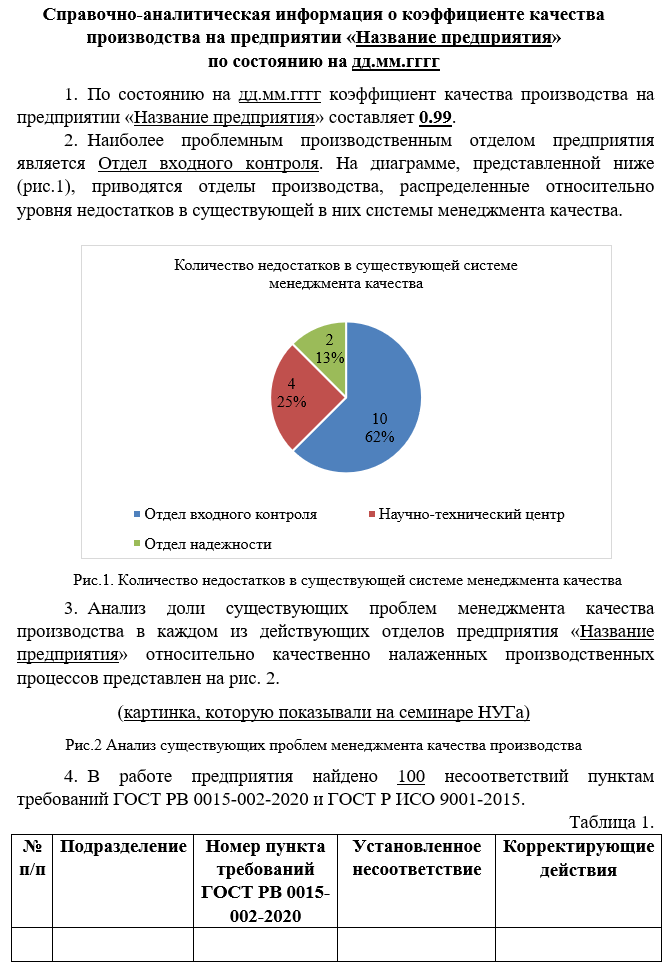 Справочно-аналитическая информация о коэффициенте качества
производства на предприятии «Название предприятия»
по состоянию на дд.мм.гггг
1. По состоянию на дд.мм.гггг коэффициент качества производства на
предприятии «Название предприятия» составляет 0.99.
2. Наиболее проблемным производственным отделом предприятия
является Отдел входного контроля. На диаграмме, представленной ниже
(рис.1), приводятся отделы производства, распределенные относительно
уровня недостатков в существующей в них системы менеджмента качества.
Количество недостатков в существующей системе
менеджмента качества
2
13%
4
25%
10
62%
Отдел входного контроля
Научно-технический центр
Отдел надежности
Рис.1. Количество недостатков в существующей системе менеджмента качества
3. Анализ доли существующих проблем менеджмента качества
производства в каждом из действующих отделов предприятия «Название
предприятия» относительно качественно налаженных производственных
процессов представлен на рис. 2.
(картинка, которую показывали на семинаре НУГа)
Рис.2 Анализ существующих проблем менеджмента качества производства
4. В работе предприятия найдено 100 несоответствий пунктам
требований ГОСТ РВ 0015-002-2020 и ГОСТ Р ИСО 9001-2015.
Таблица 1.
№
п/п
Подразделение
Номер пункта
требований
ГОСТ РВ 0015-
002-2020
Установленное
несоответствие
Корректирующие
действия